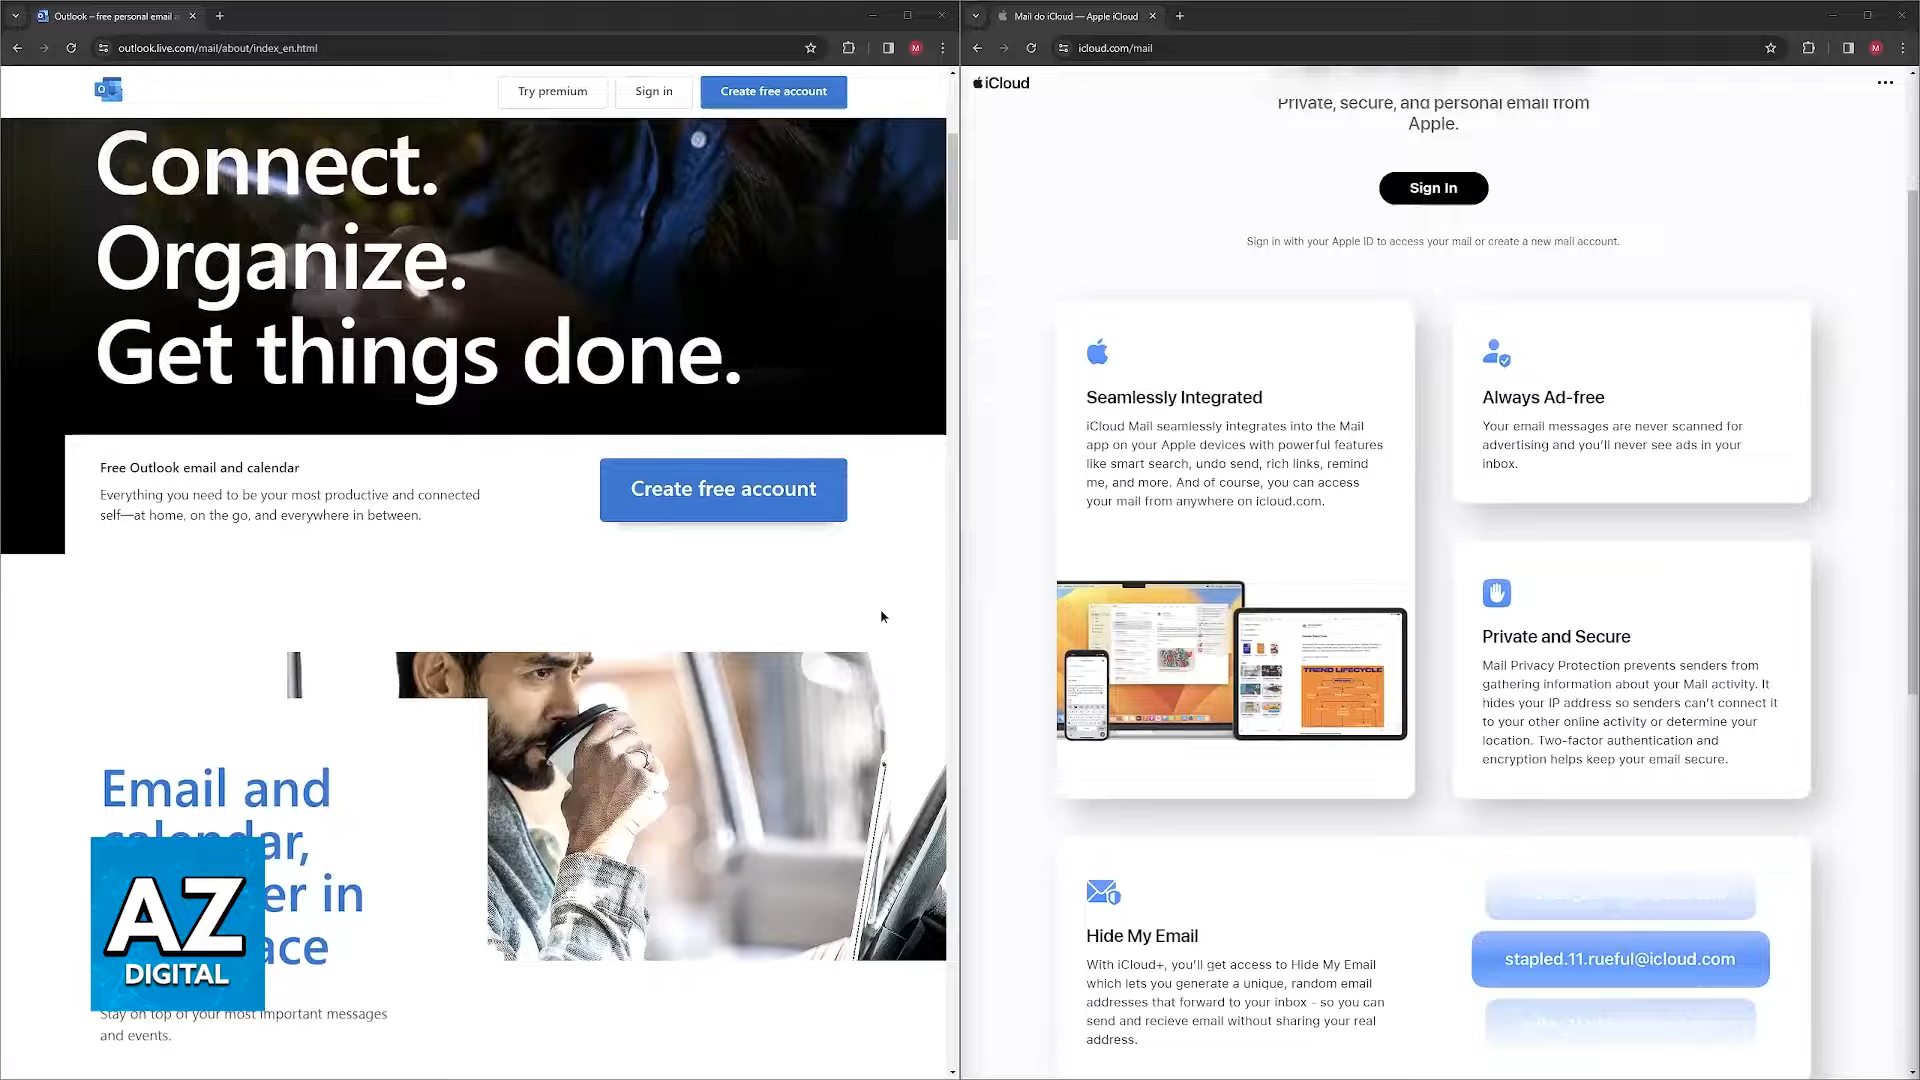 Outlook – free personal email a
outlook.live.com/mail/about/index_en.html
M
Try premium
Sign in
Create free account
Connect.
Organize.
Get things done.
Free Outlook email and calendar
Everything you need to be your most productive and connected
self—at home, on the go, and everywhere in between.
Create free account
Email and
er in
AZ
DIGITAL
Stay on top of your most important messages
and events.
Mail do iCloud — Apple iCloud
icloud.com/mail
M
iCloud
Private, secure, and personal email from
Apple.
Sign In
Sign in with your Apple ID to access your mail or create a new mail account.
Seamlessly Integrated
iCloud Mail seamlessly integrates into the Mail
app on your Apple devices with powerful features
like smart search, undo send, rich links, remind
me, and more. And of course, you can access
your mail from anywhere on icloud.com.
TREND LIFECYCLE
Always Ad-free
Your email messages are never scanned for
advertising and you'll never see ads in your
inbox.
Private and Secure
Mail Privacy Protection prevents senders from
gathering information about your Mail activity. It
hides your IP address so senders can't connect it
to your other online activity or determine your
location. Two-factor authentication and
encryption helps keep your email secure.
Hide My Email
With iCloud+, you'll get access to Hide My Email
which lets you generate a unique, random email
addresses that forward to your inbox - so you can
send and recieve email without sharing your real
address.
stapled.11.rueful@icloud.com